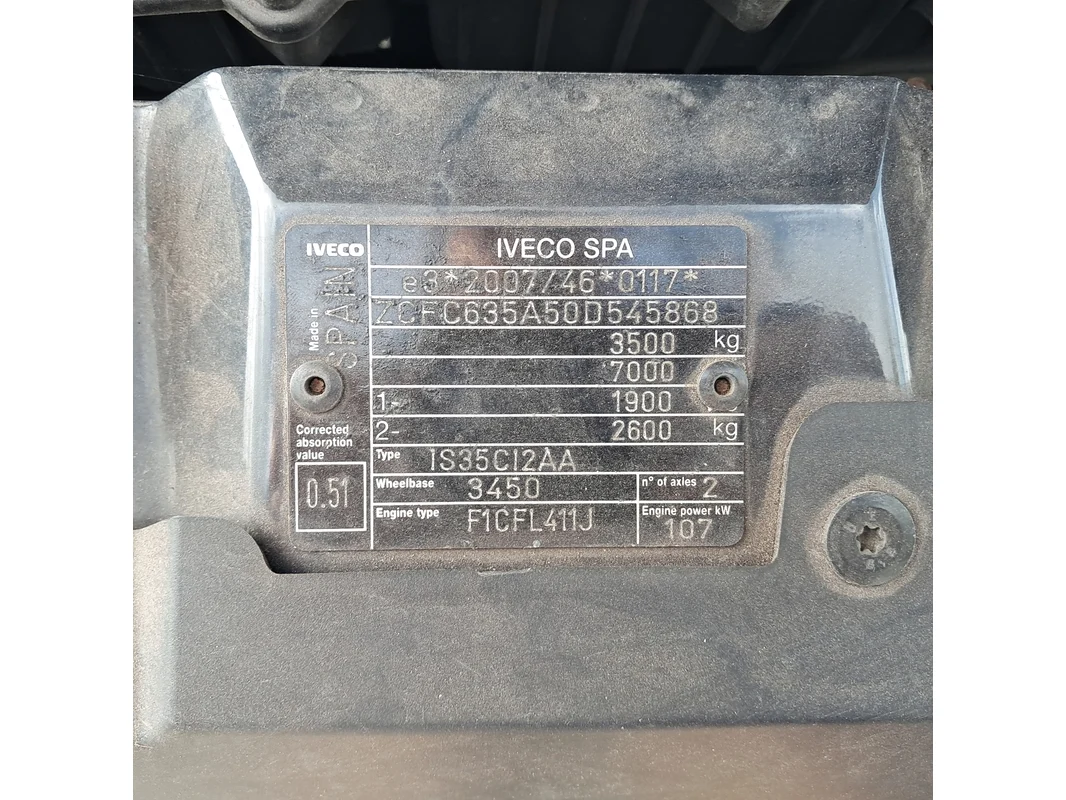 IVECO
IVECO SPA
Made in
SPAIN
e3*2007/46*0117*
ZCFC635A50D545868
3500 kg
7000
1- 1900
2- 2600 kg
Corrected
absorption
value
0.51
Type IS35CI2AA
Wheelbase 3450
n° of axles 2
Engine type F1CFL411J
Engine power kW
107